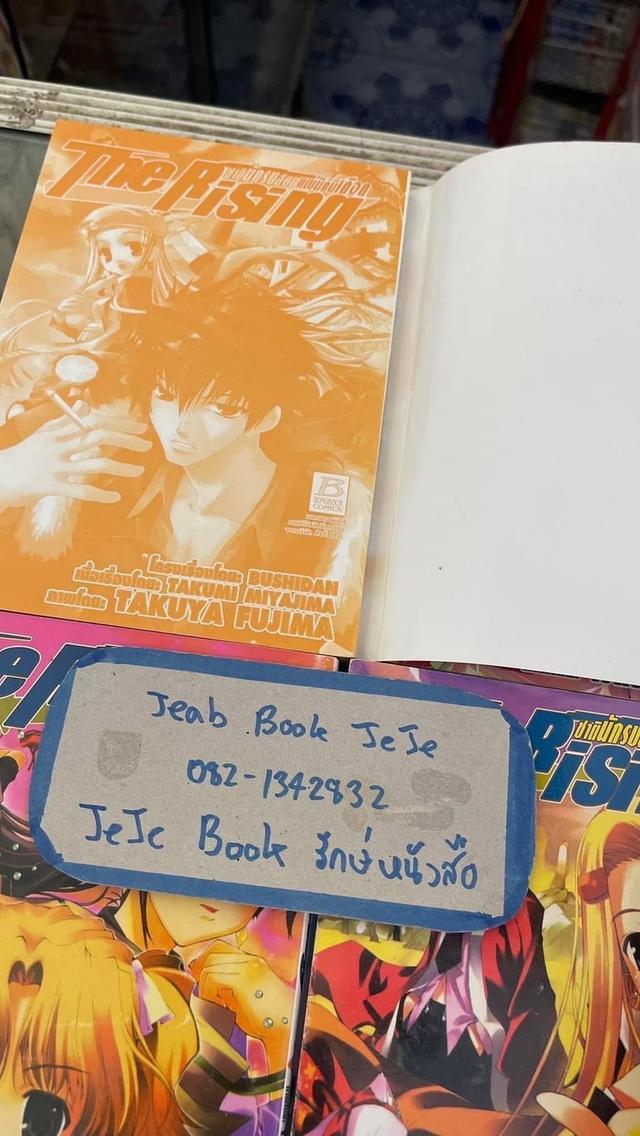 The Rising
B
BONGKOCH
COMICS
โครงเรื่องโดย: BUSHIDAN
เนื้อเรื่องโดย: TAKUMI MIYAJIMA
ภาพโดย: TAKUYA FUJIMA
Jeab Book JeJe
082-1342832
JeJe Book รักษ์หนังสือ
Rising